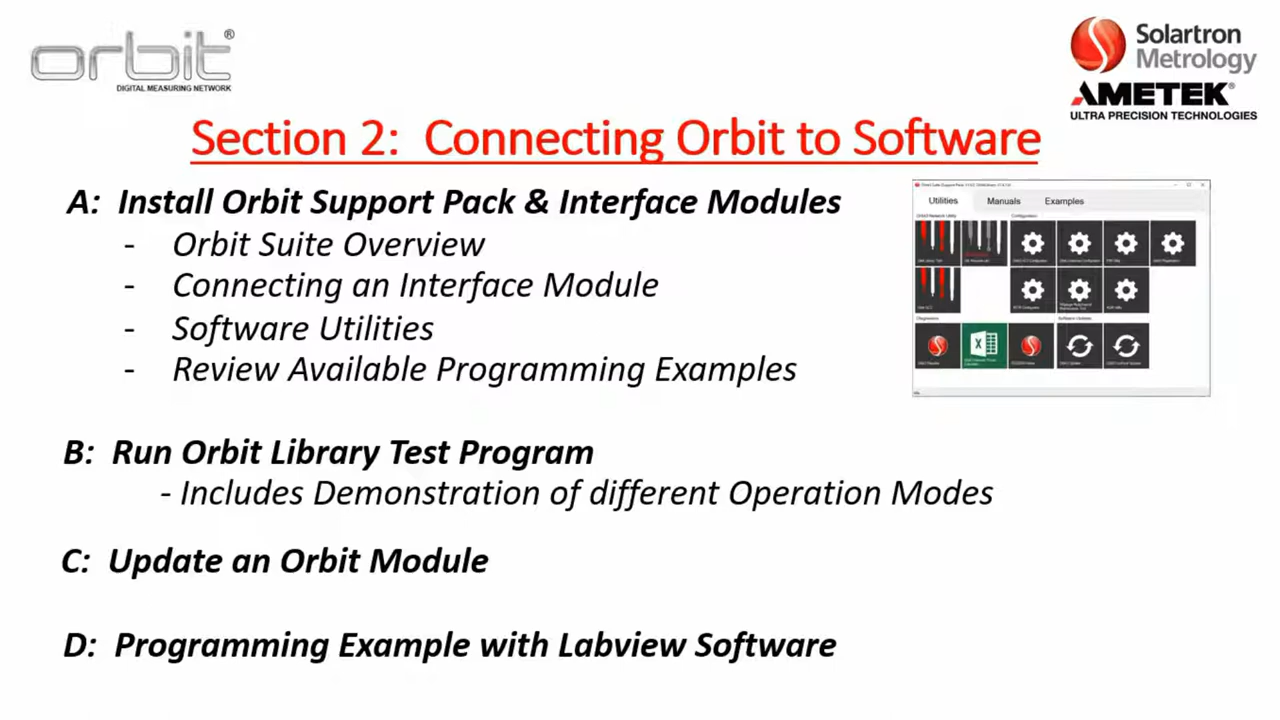 orbit®
DIGITAL MEASURING NETWORK
Solartron
Metrology
AMETEK®
ULTRA PRECISION TECHNOLOGIES
Section 2: Connecting Orbit to Software
A: Install Orbit Support Pack & Interface Modules
- Orbit Suite Overview
- Connecting an Interface Module
- Software Utilities
- Review Available Programming Examples
Utilities Manuals Examples
B: Run Orbit Library Test Program
- Includes Demonstration of different Operation Modes
C: Update an Orbit Module
D: Programming Example with Labview Software